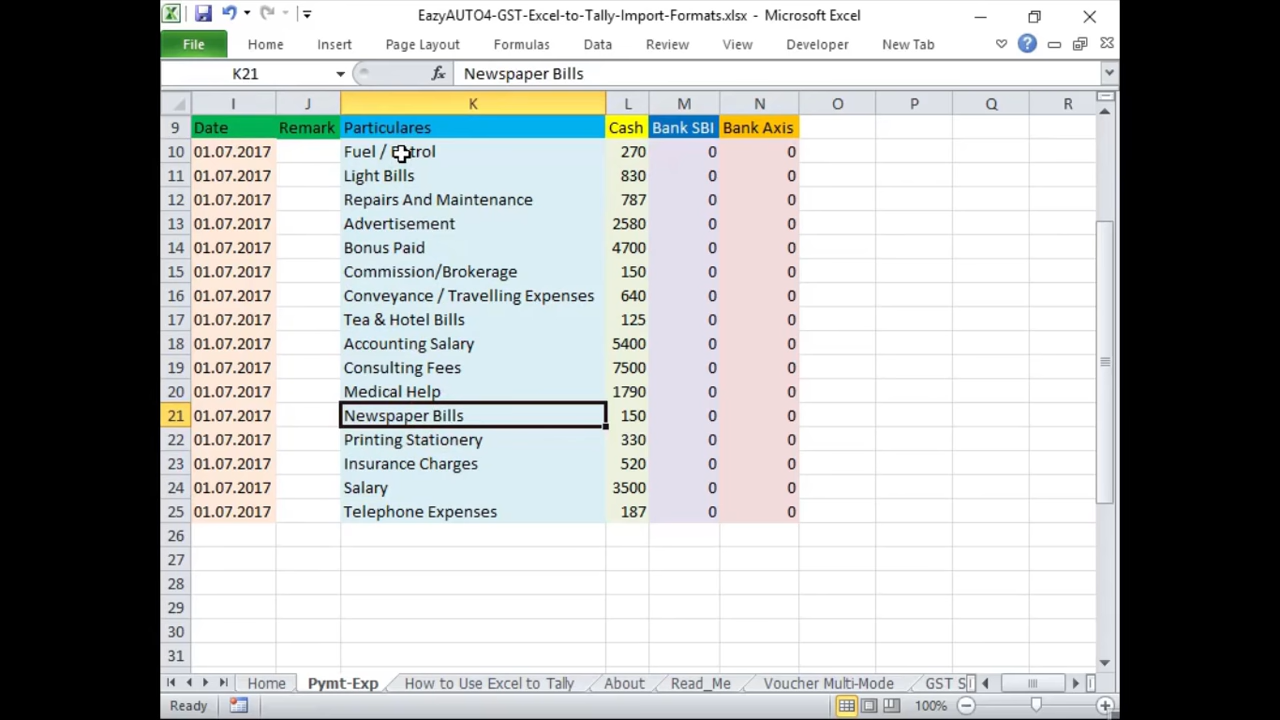 EazyAUTO4-GST-Excel-to-Tally-Import-Formats.xlsx - Microsoft Excel
File Home Insert Page Layout Formulas Data Review View Developer New Tab
K21 fx Newspaper Bills
I J K L M N O P Q R
9 Date Remark Particulares Cash Bank SBI Bank Axis
10 01.07.2017 Fuel / 270 0 0
11 01.07.2017 Light Bills 830 0 0
12 01.07.2017 Repairs And Maintenance 787 0 0
13 01.07.2017 Advertisement 2580 0 0
14 01.07.2017 Bonus Paid 4700 0 0
15 01.07.2017 Commission/Brokerage 150 0 0
16 01.07.2017 Conveyance / Travelling Expenses 640 0 0
17 01.07.2017 Tea & Hotel Bills 125 0 0
18 01.07.2017 Accounting Salary 5400 0 0
19 01.07.2017 Consulting Fees 7500 0 0
20 01.07.2017 Medical Help 1790 0 0
21 01.07.2017 Newspaper Bills 150 0 0
22 01.07.2017 Printing Stationery 330 0 0
23 01.07.2017 Insurance Charges 520 0 0
24 01.07.2017 Salary 3500 0 0
25 01.07.2017 Telephone Expenses 187 0 0
26
27
28
29
30
31
Home Pymt-Exp How to Use Excel to Tally About Read_Me Voucher Multi-Mode GST S
Ready 100%